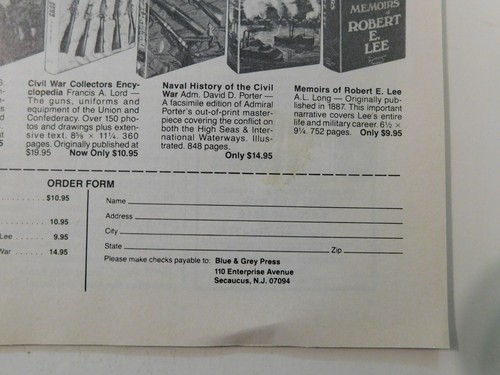 MEMOIRS
of
ROBERT
E.
LEE
Civil War Collectors Ency-
clopedia Francis A. Lord —
The guns, uniforms and
equipment of the Union and
Confederacy. Over 150 pho-
tos and drawings plus exten-
sive text. 8⅝ × 11¼. 360
pages. Originally published at
$19.95 Now Only $10.95
Naval History of the Civil
War Adm. David D. Porter —
A facsimile edition of Admiral
Porter's out-of-print master-
piece covering the conflict on
both the High Seas & Inter-
national Waterways. Illus-
trated. 848 pages.
Only $14.95
Memoirs of Robert E. Lee
A.L. Long — Originally pub-
lished in 1887. This important
narrative covers Lee's entire
life and military career. 6½ ×
9¼. 752 pages. Only $9.95
ORDER FORM
$10.95
10.95
Lee 9.95
War 14.95
Name
Address
City
State Zip
Please make checks payable to: Blue & Grey Press
110 Enterprise Avenue
Secaucus, N.J. 07094